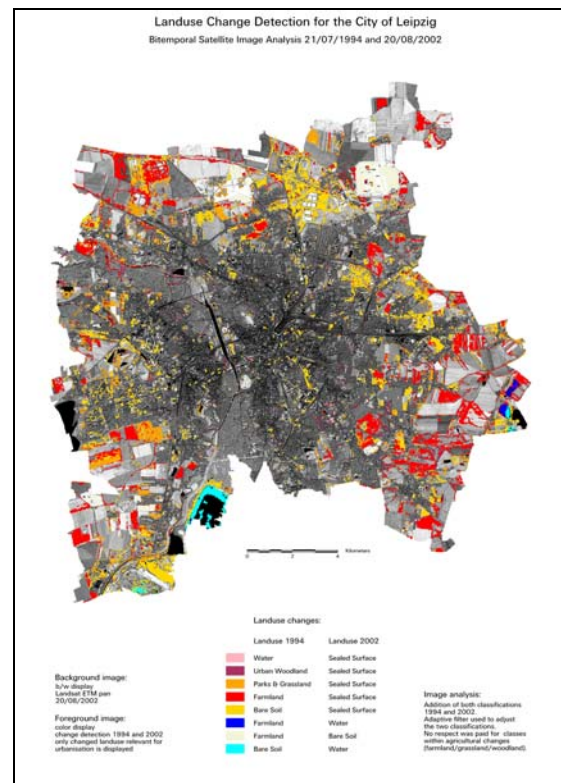 Landuse Change Detection for the City of Leipzig
Bitemporal Satellite Image Analysis 21/07/1994 and 20/08/2002
Kilometers
0 2 4
Landuse changes:
Landuse 1994 Landuse 2002
Water Sealed Surface
Urban Woodland Sealed Surface
Parks & Grassland Sealed Surface
Farmland Sealed Surface
Bare Soil Sealed Surface
Farmland Water
Farmland Bare Soil
Bare Soil Water
Background image:
b/w display
Landsat ETM pan
20/08/2002
Foreground image:
color display
change detection 1994 and 2002
only changed landuse relevant for
urbanisation is displayed
Image analysis:
Addition of both classifications
1994 and 2002.
Adaptive filter used to adjust
the two classifications.
No respect was paid for classes
within agricultural changes
(farmland/grassland/woodland)